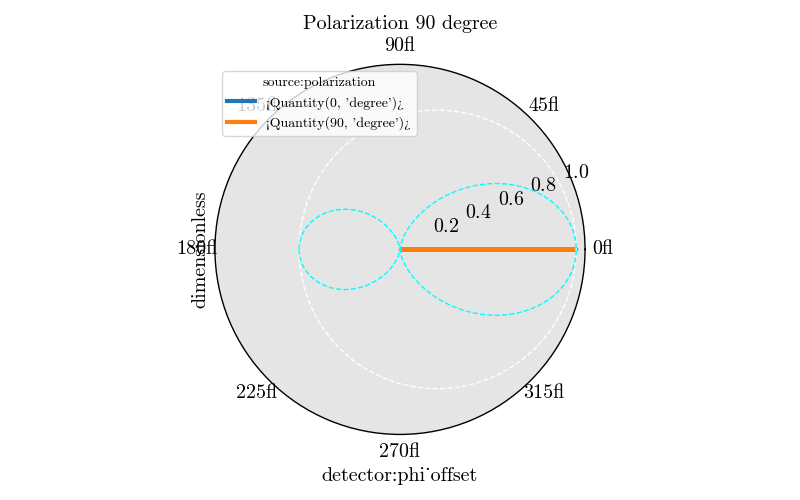 Polarization 90 degree
90fl
source:polarization
135fl
<Quantity(0, 'degree')>
<Quantity(90, 'degree')>
45fl
1.0
0.8
0.6
0.4
0.2
180fl
0fl
dimensionless
225fl
315fl
270fl
detector:phi˙offset